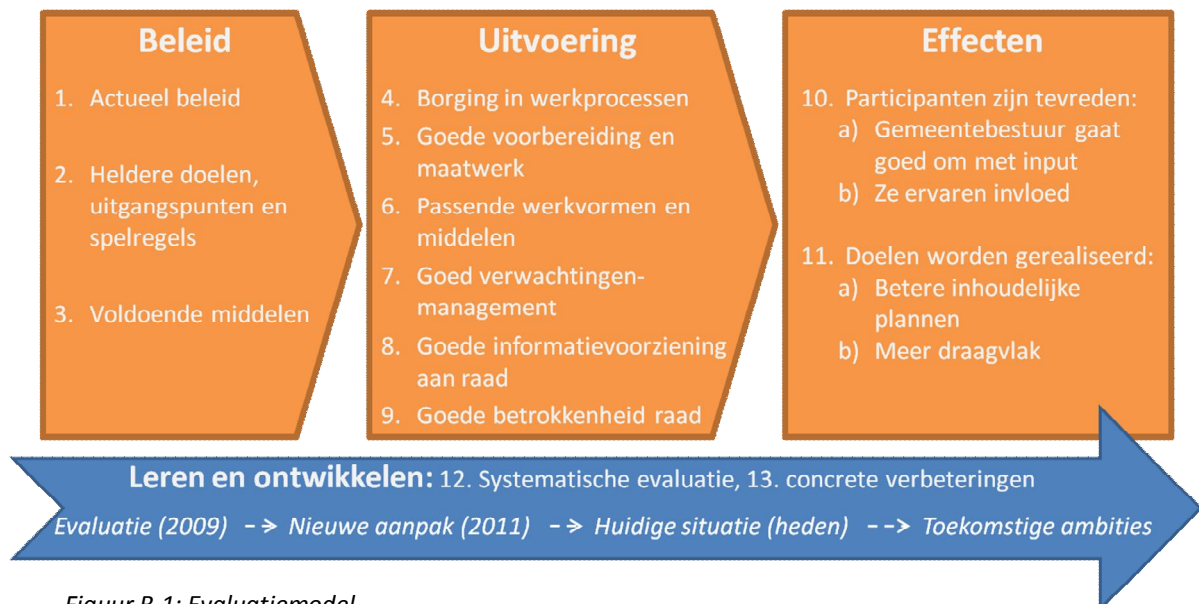 Beleid
1. Actueel beleid
2. Heldere doelen,
uitgangspunten en
spelregels
3. Voldoende middelen
Uitvoering
4. Borging in werkprocessen
5. Goede voorbereiding en
maatwerk
6. Passende werkvormen en
middelen
7. Goed verwachtingen-
management
8. Goede informatievoorziening
aan raad
9. Goede betrokkenheid raad
Effecten
10. Participanten zijn tevreden:
a) Gemeentebestuur gaat
goed om met input
b) Ze ervaren invloed
11. Doelen worden gerealiseerd:
a) Betere inhoudelijke
plannen
b) Meer draagvlak
Leren en ontwikkelen: 12. Systematische evaluatie, 13. concrete verbeteringen
Evaluatie (2009) --> Nieuwe aanpak (2011) --> Huidige situatie (heden) --> Toekomstige ambities
Figuur B.1: Evaluatiemodel